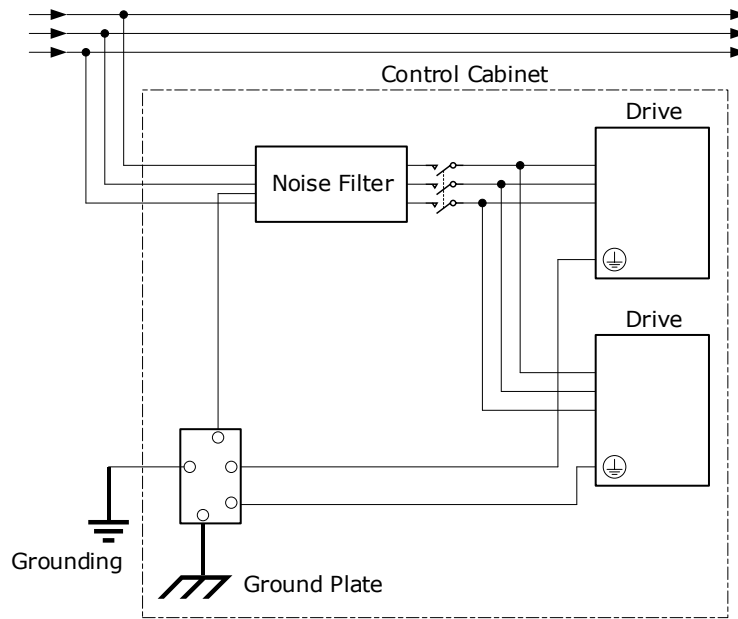 Control Cabinet
Drive
Noise Filter
Drive
Grounding
Ground Plate